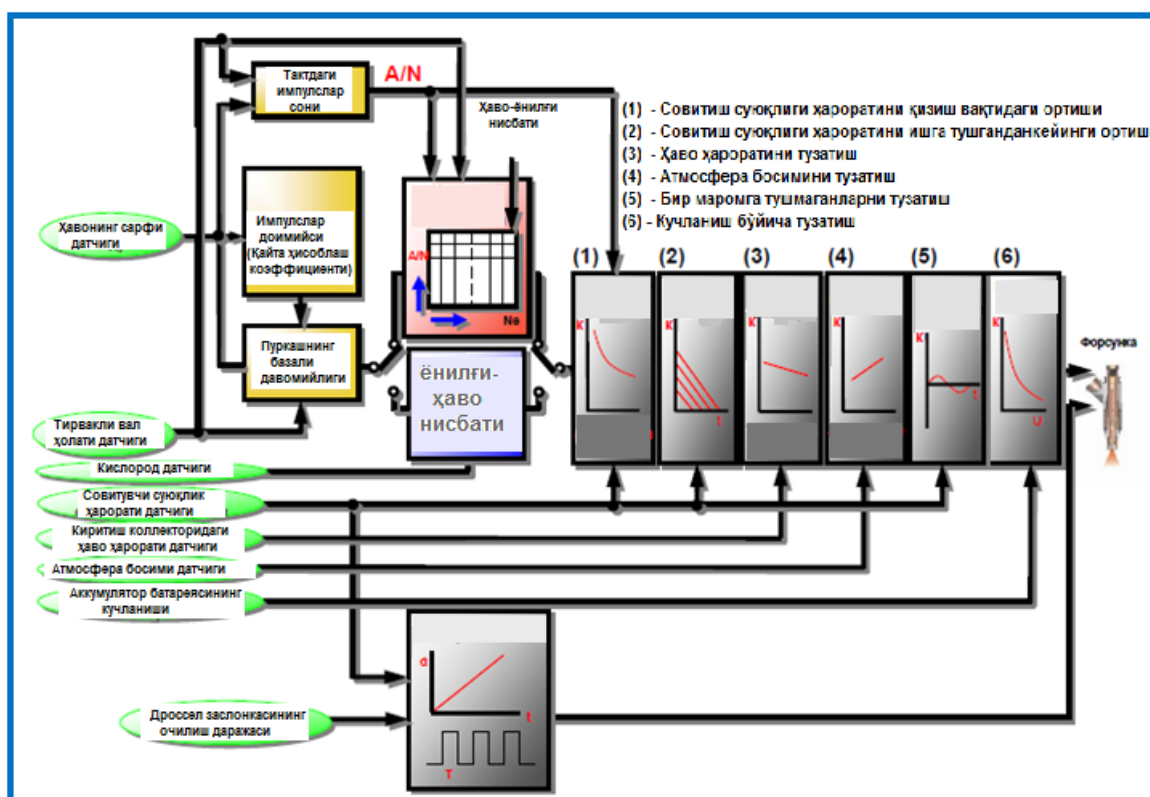 Тактдаги
импулслар
сони
A/N
Ҳаво-ёнилғи
нисбати
(1) - Совитиш суюқлиги ҳароратини қизиш вақтидаги ортиши
(2) - Совитиш суюқлиги ҳароратини ишга тушганданкейинги ортиш
(3) - Ҳаво ҳароратини тузатиш
(4) - Атмосфера босимини тузатиш
(5) - Бир маромга тушмаганларни тузатиш
(6) - Кучланиш бўйича тузатиш
Ҳавонинг сарфи
датчиги
Импулслар
доимийси
(Қайта ҳисоблаш
коэффициенти)
A/N
Ne
(1) (2) (3) (4) (5) (6)
K K K K K K
t t U
Форсунка
Пуркашнинг
базали
давомийлиги
ёнилғи-
ҳаво
нисбати
Тирвакли вал
ҳолати датчиги
Кислород датчиги
Совитувчи суюқлик
ҳарорати датчиги
Киритиш коллекторидаги
ҳаво ҳарорати датчиги
Атмосфера босими датчиги
Аккумулятор батареясининг
кучланиши
α
t
T
Дроссел заслонкасининг
очилиш даражаси